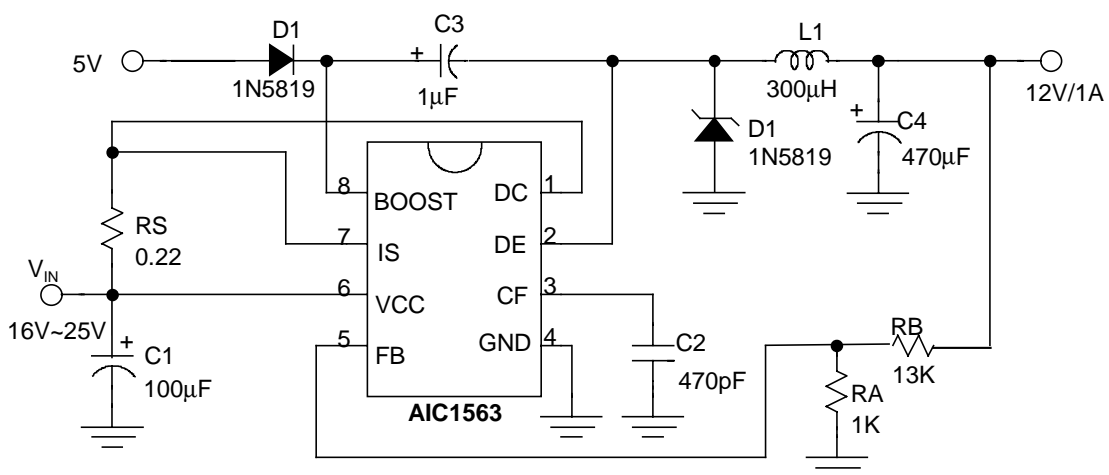 5V
D1
1N5819
C3
+
1µF
L1
300µH
12V/1A
D1
1N5819
+
C4
470µF
RS
0.22
8
BOOST
DC
1
7
IS
DE
2
V_IN
6
VCC
CF
3
16V~25V
5
FB
GND
4
+
C1
100µF
C2
470pF
RB
13K
RA
1K
AIC1563